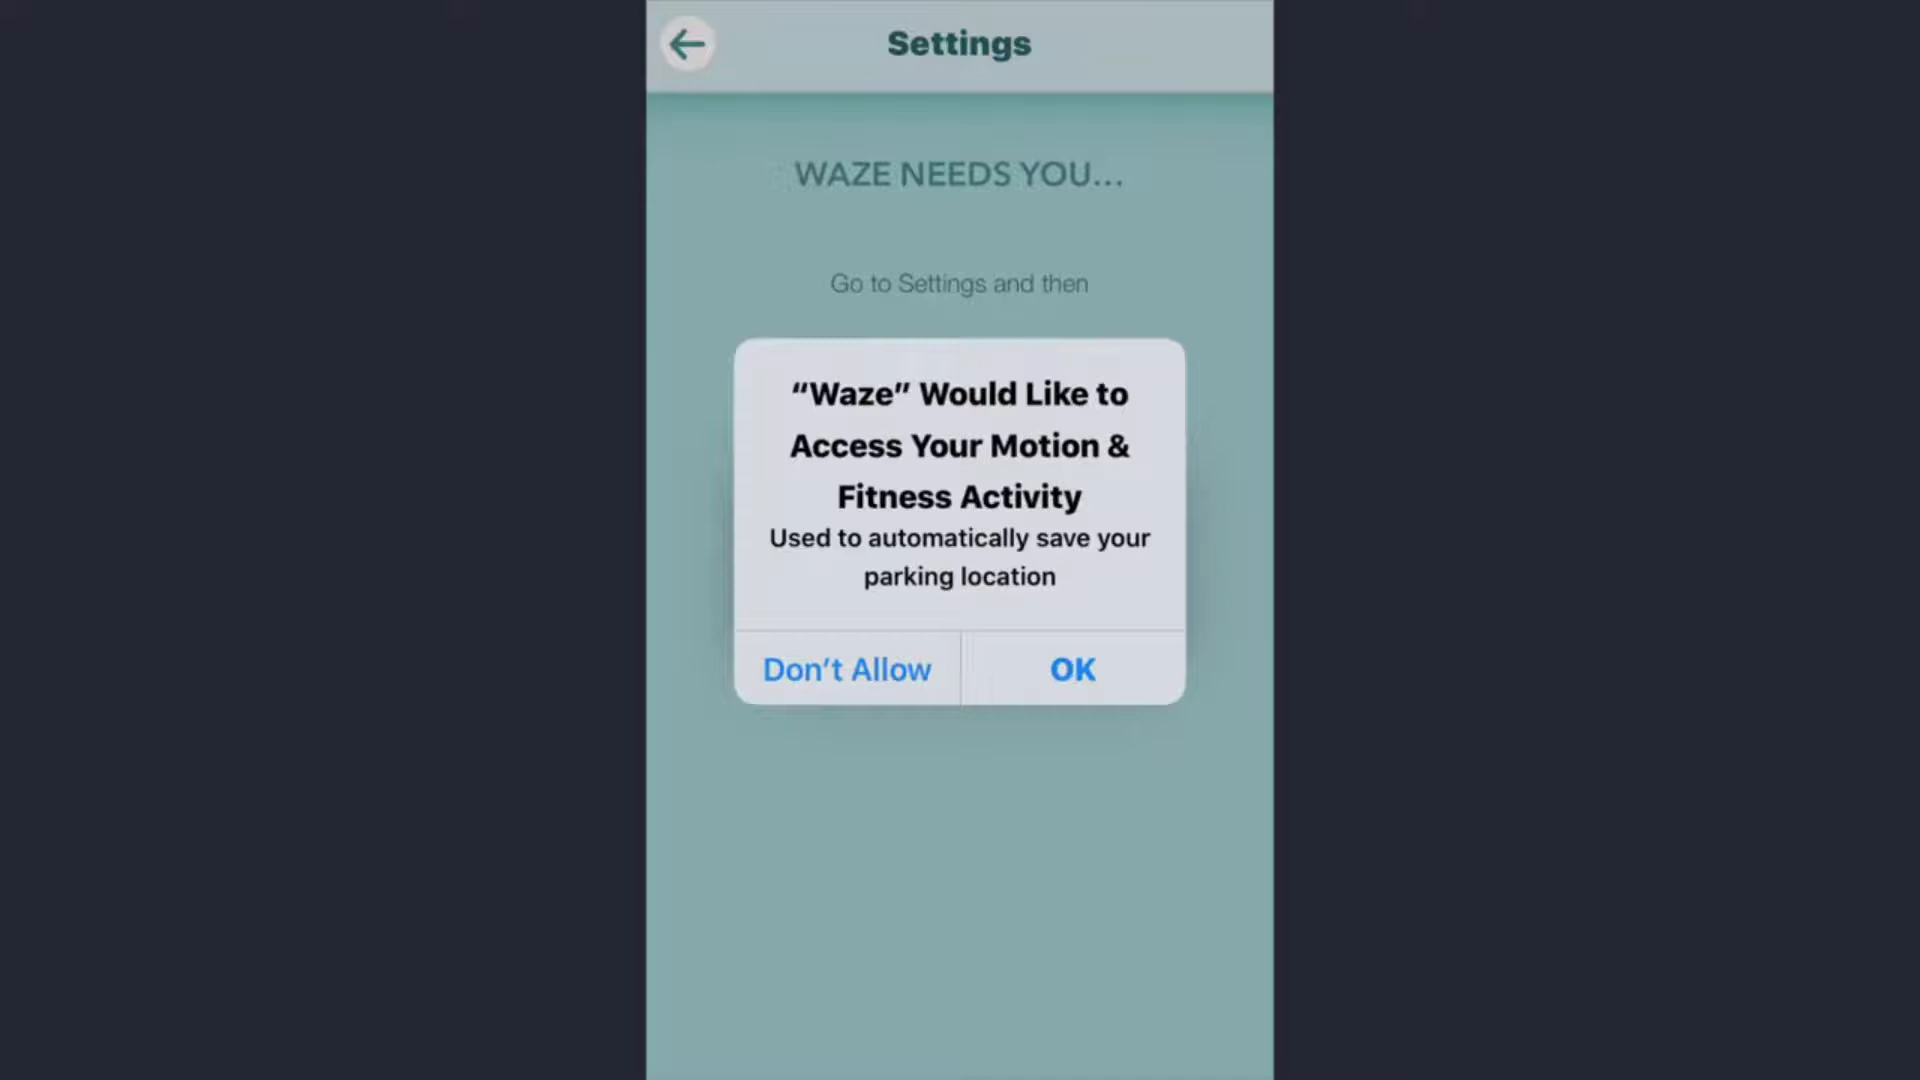 Settings
WAZE NEEDS YOU...
Go to Settings and then
“Waze” Would Like to
Access Your Motion &
Fitness Activity
Used to automatically save your
parking location
Don’t Allow
OK